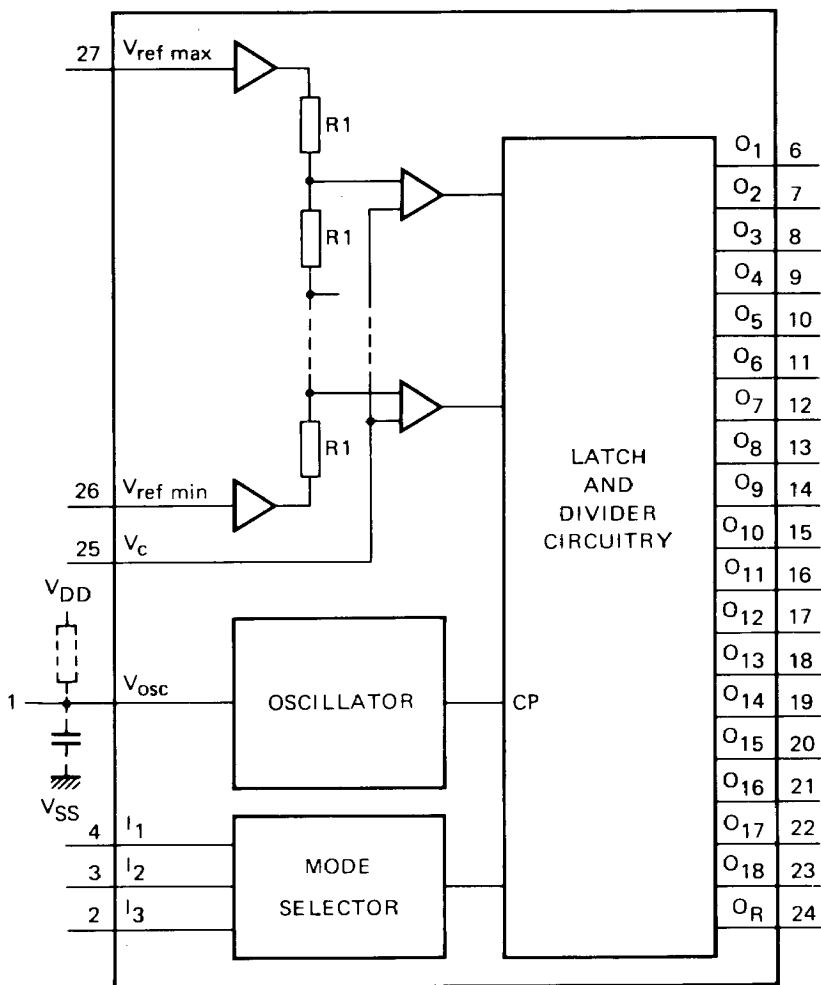 27 Vref max
R1
R1
R1
26 Vref min
25 Vc
VDD
1 Vosc
VSS
OSCILLATOR
CP
4 I1
3 I2
2 I3
MODE
SELECTOR
LATCH
AND
DIVIDER
CIRCUITRY
O1 6
O2 7
O3 8
O4 9
O5 10
O6 11
O7 12
O8 13
O9 14
O10 15
O11 16
O12 17
O13 18
O14 19
O15 20
O16 21
O17 22
O18 23
OR 24